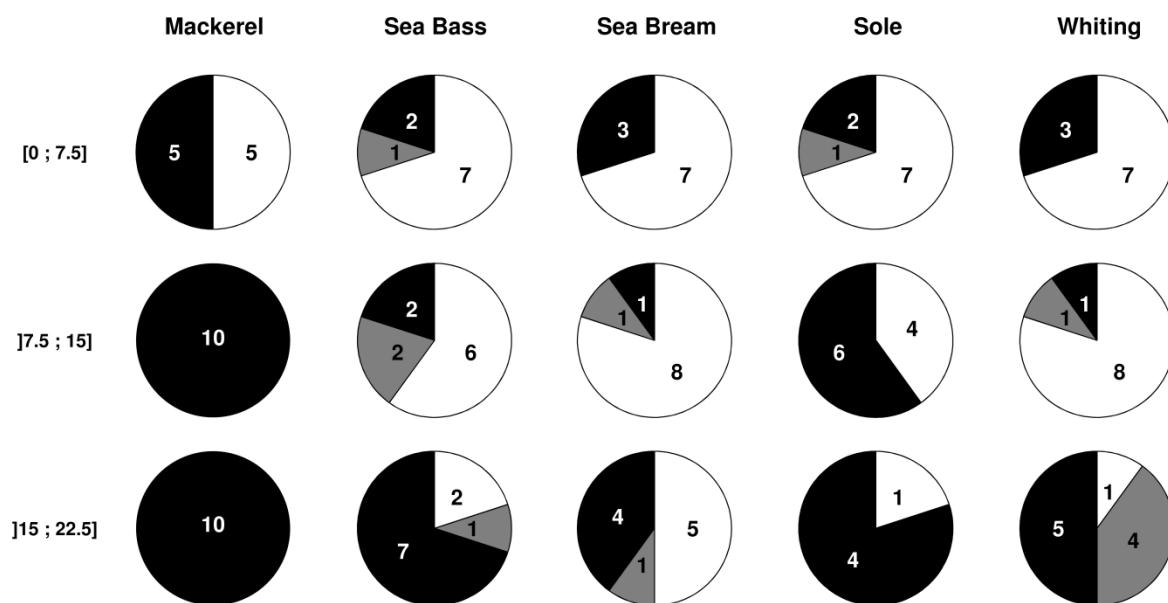 Mackerel Sea Bass Sea Bream Sole Whiting
[0 ; 7.5] 5 5 2 1 7 3 7 2 1 7 3 7
]7.5 ; 15] 10 2 2 6 1 1 8 6 4 1 1 8
]15 ; 22.5] 10 7 2 1 4 1 5 4 1 5 1 4